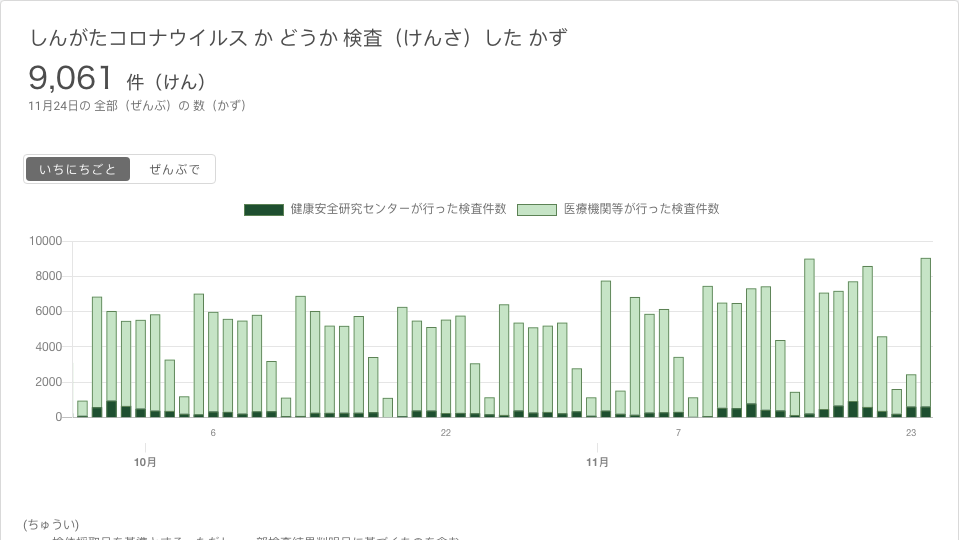 しんがたコロナウイルス か どうか 検査（けんさ）した かず
9,061 件（けん）
11月24日の 全部（ぜんぶ）の 数（かず）
いちにちごと ぜんぶで
健康安全研究センターが行った検査件数 医療機関等が行った検査件数
10000
8000
6000
4000
2000
0
6 22 7 23
10月 11月
(ちゅうい)